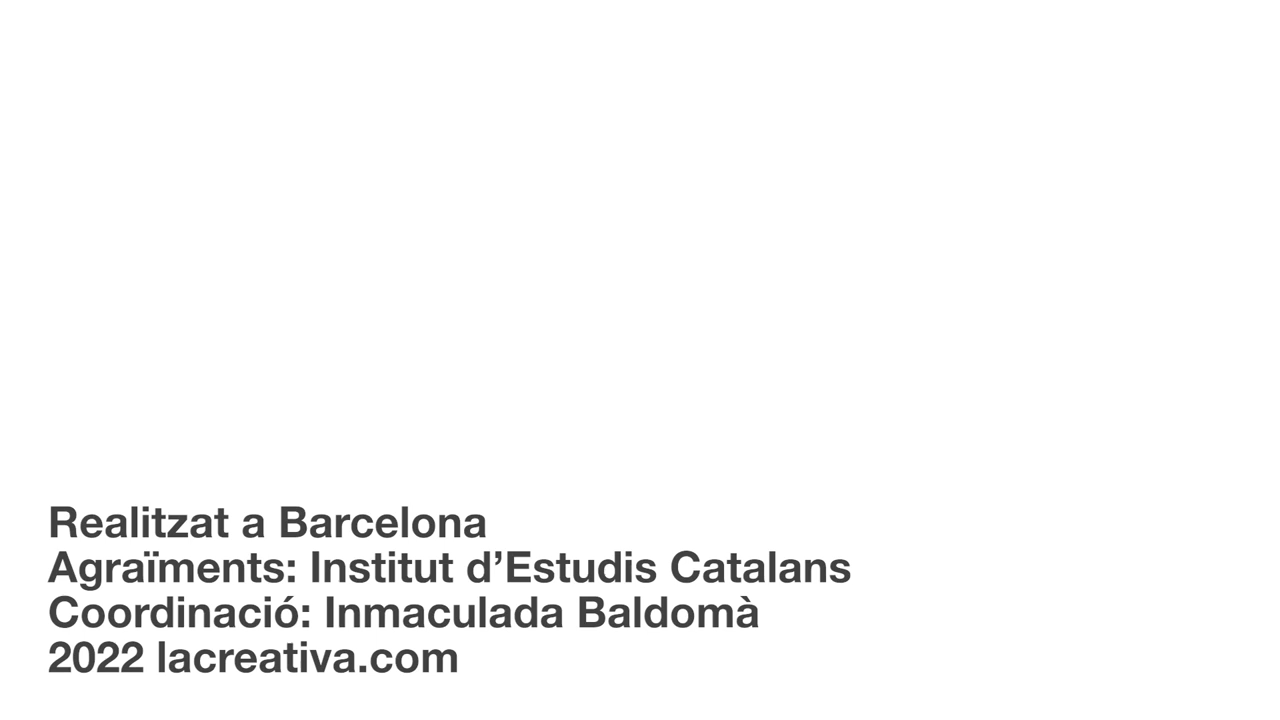 Realitzat a Barcelona
Agraïments: Institut d’Estudis Catalans
Coordinació: Inmaculada Baldomà
2022 lacreativa.com